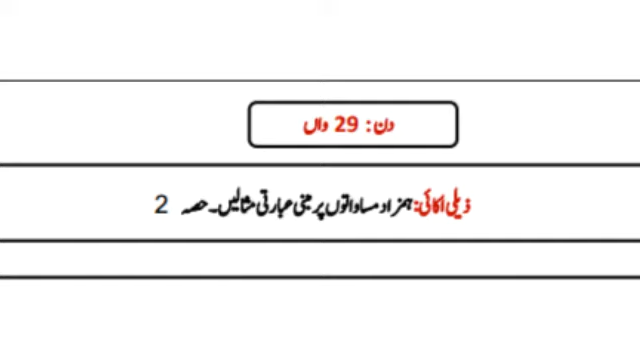 دن: 29 واں
ذیلی اکائی: ہمزاد مساواتوں پر مبنی عبارتی مثالیں۔ حصہ 2